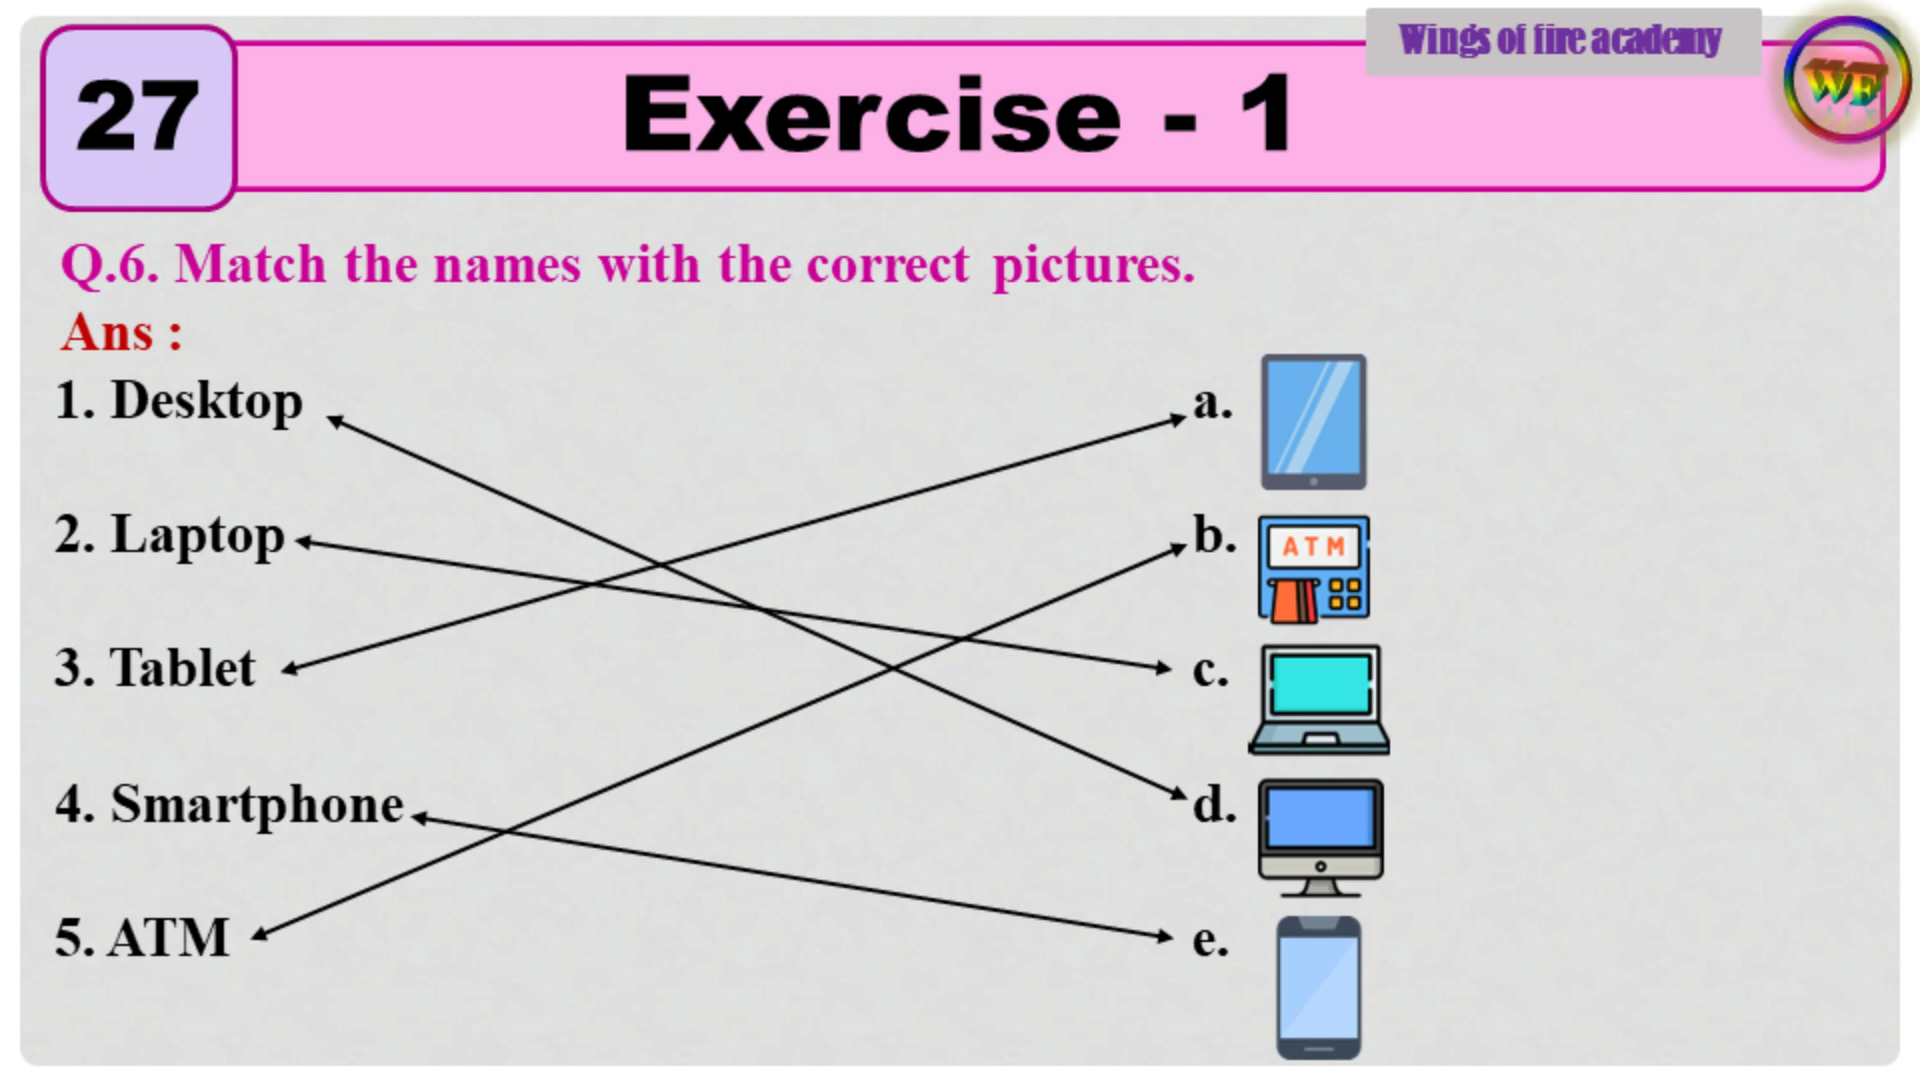 Wings of fire academy
WF
27
Exercise - 1
Q.6. Match the names with the correct pictures.
Ans :
1. Desktop
a.
2. Laptop
b.
ATM
3. Tablet
c.
4. Smartphone
d.
5. ATM
e.